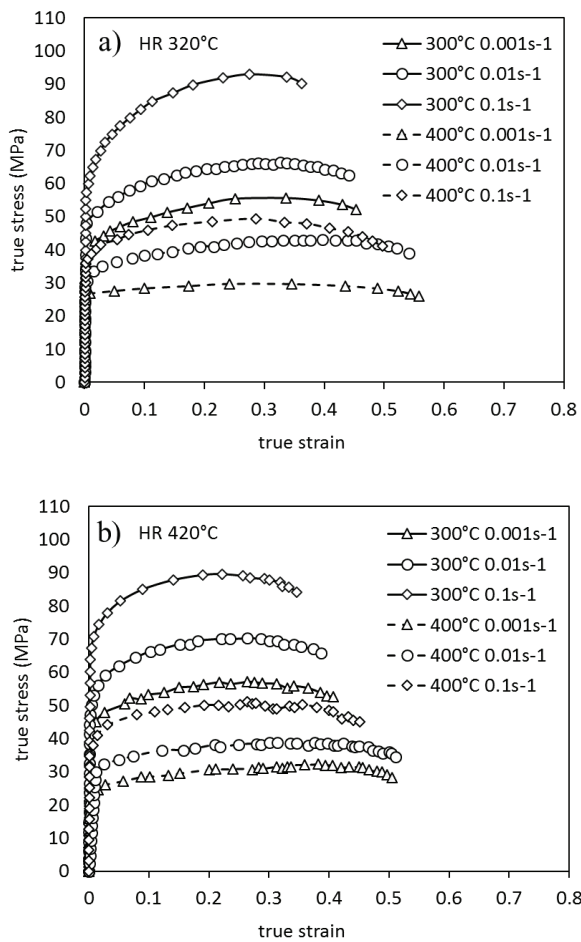 a) HR 320°C
300°C 0.001s-1
300°C 0.01s-1
300°C 0.1s-1
400°C 0.001s-1
400°C 0.01s-1
400°C 0.1s-1
true stress (MPa)
110
100
90
80
70
60
50
40
30
20
10
0
0 0.1 0.2 0.3 0.4 0.5 0.6 0.7 0.8
true strain
b) HR 420°C
300°C 0.001s-1
300°C 0.01s-1
300°C 0.1s-1
400°C 0.001s-1
400°C 0.01s-1
400°C 0.1s-1
true stress (MPa)
110
100
90
80
70
60
50
40
30
20
10
0
0 0.1 0.2 0.3 0.4 0.5 0.6 0.7 0.8
true strain